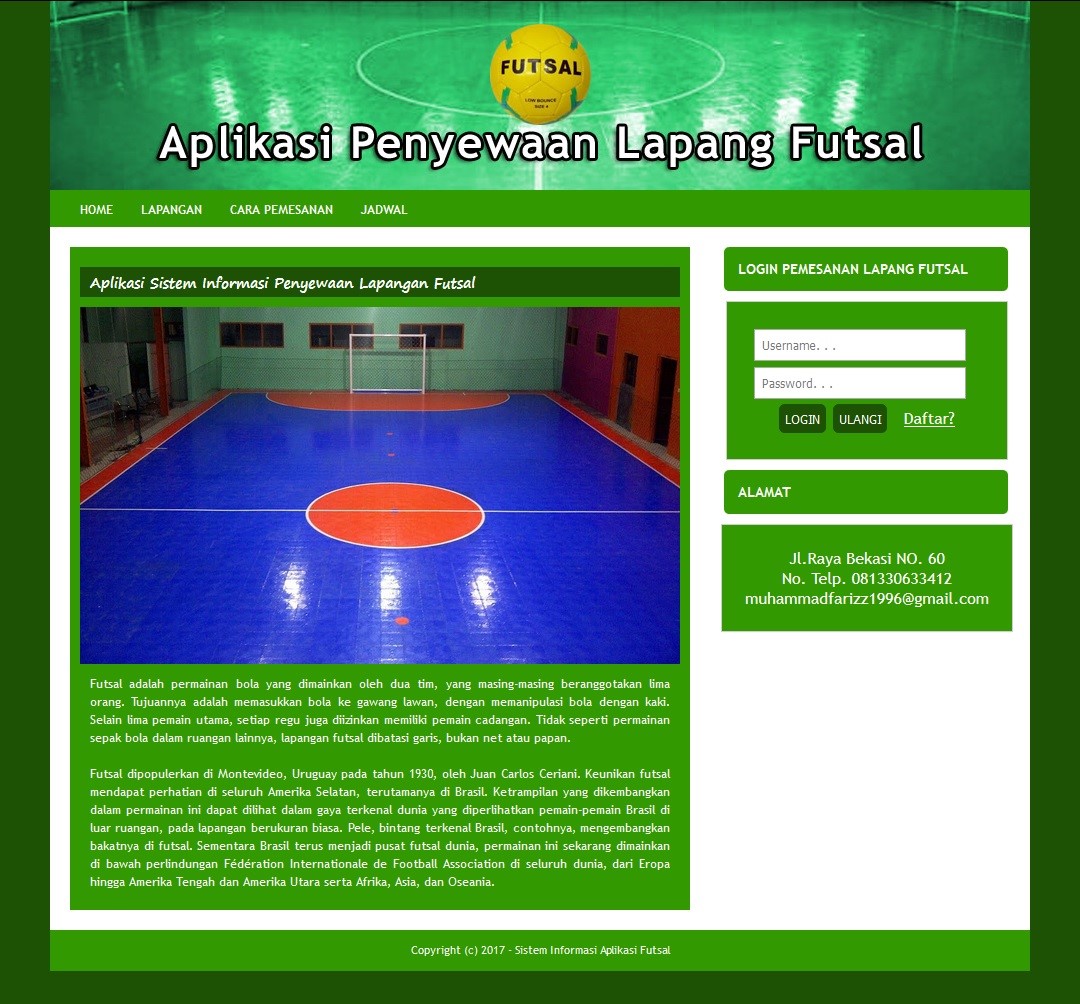 FUTSAL
LOW BOUNCE
SIZE 4
Aplikasi Penyewaan Lapang Futsal
HOME LAPANGAN CARA PEMESANAN JADWAL
Aplikasi Sistem Informasi Penyewaan Lapangan Futsal
Futsal adalah permainan bola yang dimainkan oleh dua tim, yang masing-masing beranggotakan lima
orang. Tujuannya adalah memasukkan bola ke gawang lawan, dengan memanipulasi bola dengan kaki.
Selain lima pemain utama, setiap regu juga diizinkan memiliki pemain cadangan. Tidak seperti permainan
sepak bola dalam ruangan lainnya, lapangan futsal dibatasi garis, bukan net atau papan.
Futsal dipopulerkan di Montevideo, Uruguay pada tahun 1930, oleh Juan Carlos Ceriani. Keunikan futsal
mendapat perhatian di seluruh Amerika Selatan, terutamanya di Brasil. Ketrampilan yang dikembangkan
dalam permainan ini dapat dilihat dalam gaya terkenal dunia yang diperlihatkan pemain-pemain Brasil di
luar ruangan, pada lapangan berukuran biasa. Pele, bintang terkenal Brasil, contohnya, mengembangkan
bakatnya di futsal. Sementara Brasil terus menjadi pusat futsal dunia, permainan ini sekarang dimainkan
di bawah perlindungan Fédération Internationale de Football Association di seluruh dunia, dari Eropa
hingga Amerika Tengah dan Amerika Utara serta Afrika, Asia, dan Oseania.
LOGIN PEMESANAN LAPANG FUTSAL
Username. . .
Password. . .
LOGIN ULANGI Daftar?
ALAMAT
Jl.Raya Bekasi NO. 60
No. Telp. 081330633412
muhammadfarizz1996@gmail.com
Copyright (c) 2017 - Sistem Informasi Aplikasi Futsal